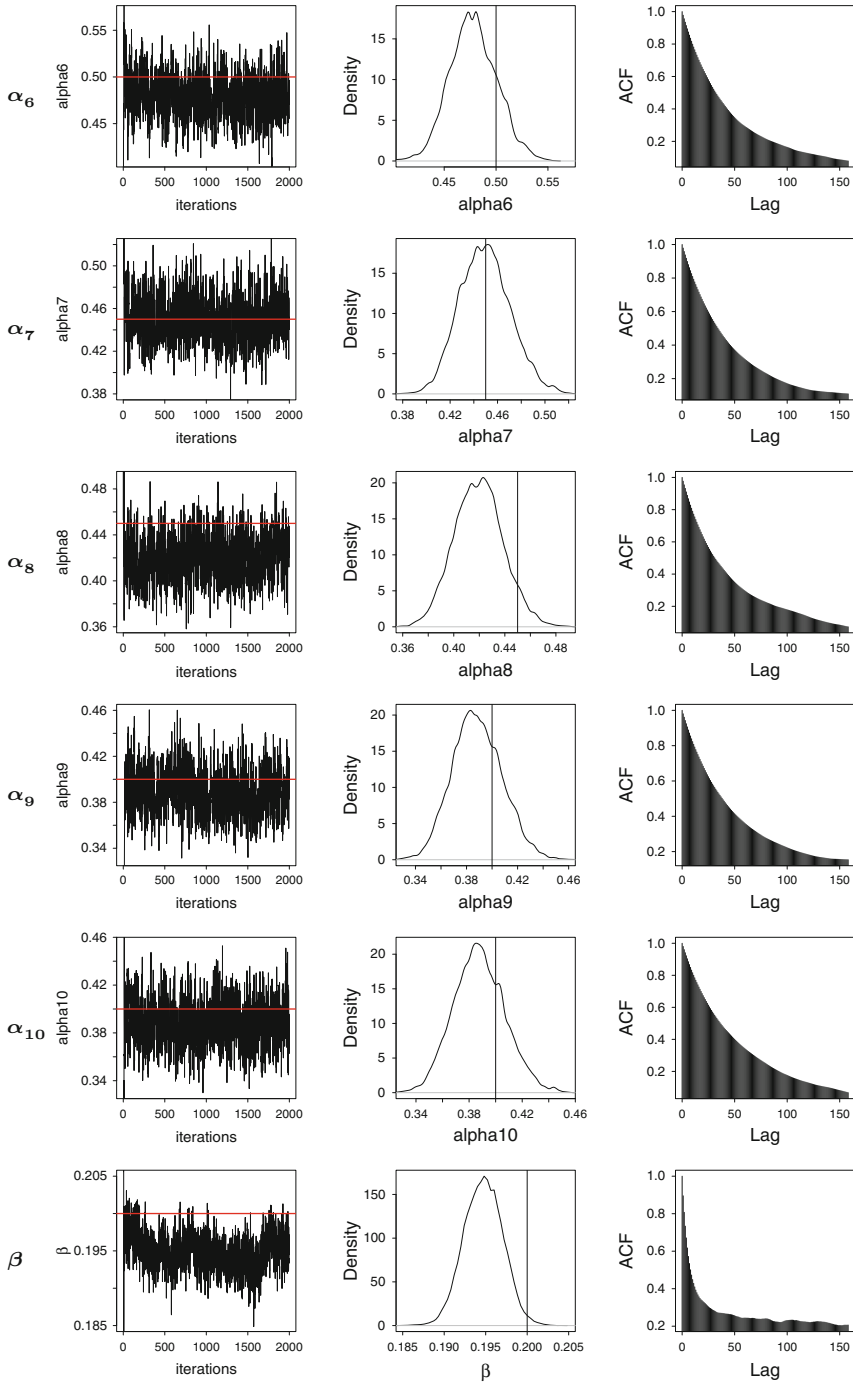 α6
alpha6
0.55
0.50
0.45
0 500 1000 1500 2000
iterations
Density
15
10
5
0
0.45 0.50 0.55
alpha6
ACF
1.0
0.8
0.6
0.4
0.2
0 50 100 150
Lag
α7
alpha7
0.50
0.46
0.42
0.38
0 500 1000 1500 2000
iterations
Density
15
10
5
0
0.38 0.42 0.46 0.50
alpha7
ACF
1.0
0.8
0.6
0.4
0.2
0 50 100 150
Lag
α8
alpha8
0.48
0.44
0.40
0.36
0 500 1000 1500 2000
iterations
Density
20
15
10
5
0
0.36 0.40 0.44 0.48
alpha8
ACF
1.0
0.8
0.6
0.4
0.2
0 50 100 150
Lag
α9
alpha9
0.46
0.42
0.38
0.34
0 500 1000 1500 2000
iterations
Density
20
15
10
5
0
0.34 0.38 0.42 0.46
alpha9
ACF
1.0
0.8
0.6
0.4
0.2
0 50 100 150
Lag
α10
alpha10
0.46
0.42
0.38
0.34
0 500 1000 1500 2000
iterations
Density
20
15
10
5
0
0.34 0.38 0.42 0.46
alpha10
ACF
1.0
0.8
0.6
0.4
0.2
0 50 100 150
Lag
β
β
0.205
0.195
0.185
0 500 1000 1500 2000
iterations
Density
150
100
50
0
0.185 0.190 0.195 0.200 0.205
β
ACF
1.0
0.8
0.6
0.4
0.2
0 50 100 150
Lag